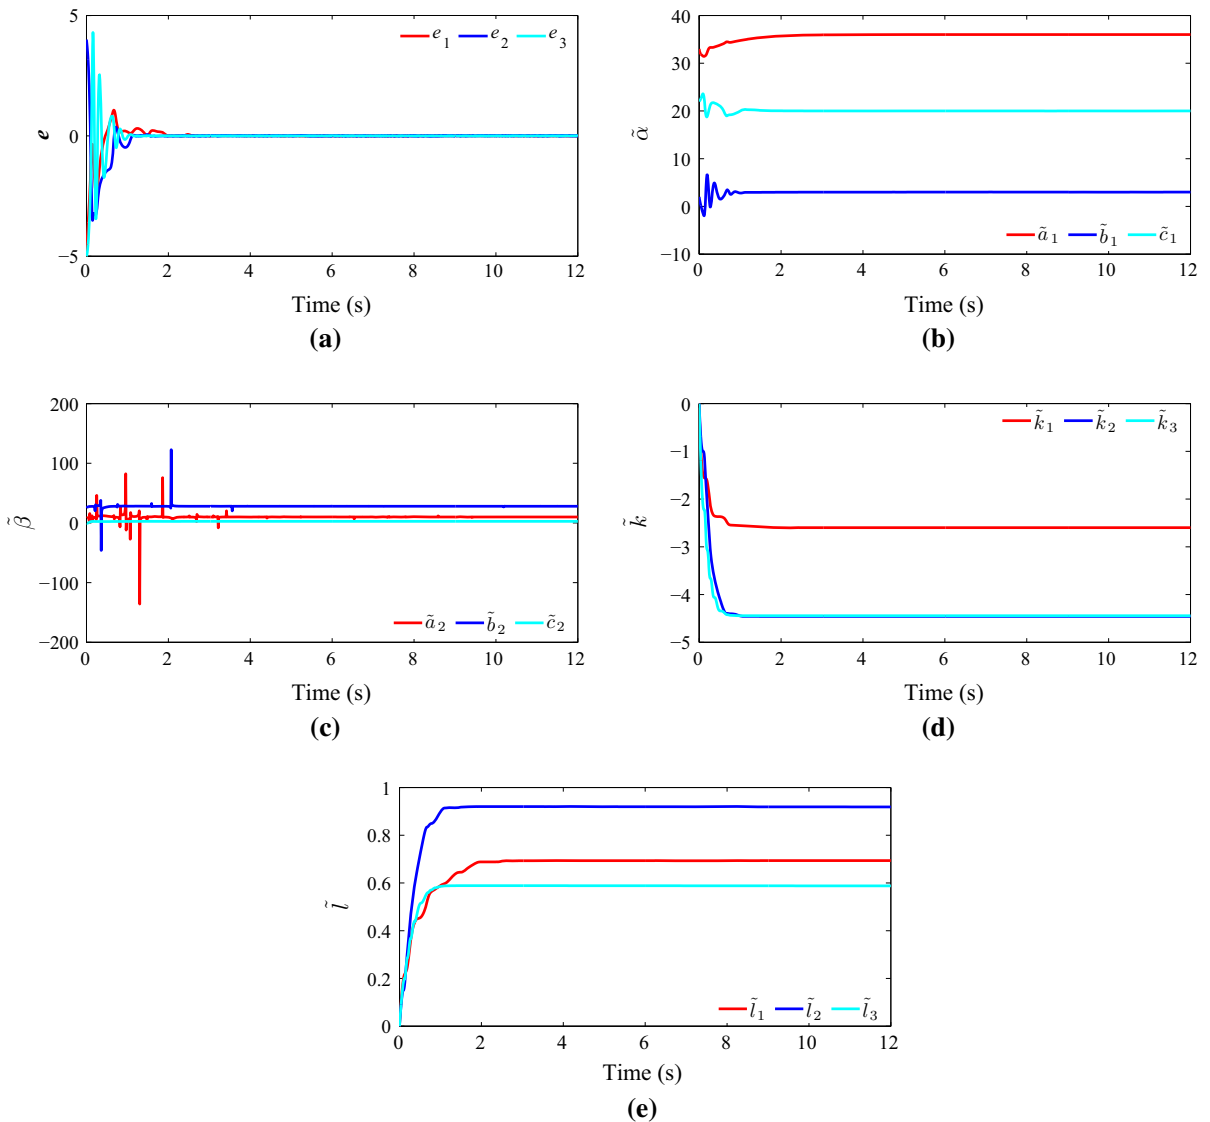 5
0
−5
e
e1 e2 e3
0 2 4 6 8 10 12
Time (s)
(a)
40
30
20
10
0
−10
α̃
ã1 b̃1 c̃1
0 2 4 6 8 10 12
Time (s)
(b)
200
100
0
−100
−200
β̃
ã2 b̃2 c̃2
0 2 4 6 8 10 12
Time (s)
(c)
0
−1
−2
−3
−4
−5
k̃
k̃1 k̃2 k̃3
0 2 4 6 8 10 12
Time (s)
(d)
1
0.8
0.6
0.4
0.2
0
l̃
l̃1 l̃2 l̃3
0 2 4 6 8 10 12
Time (s)
(e)